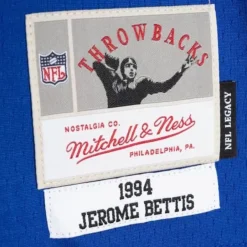 THROWBACKS
NFL
NOSTALGIA CO.
Mitchell & Ness
PHILADELPHIA, PA.
NFL LEGACY
1994
JEROME BETTIS